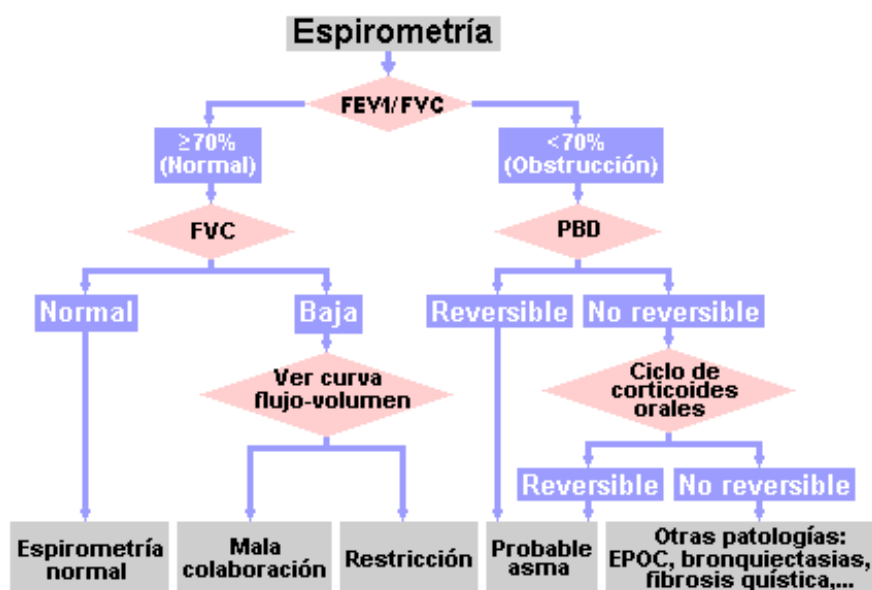 Espirometría
FEV1/FVC
≥70%
(Normal)
<70%
(Obstrucción)
FVC
PBD
Normal
Baja
Reversible
No reversible
Ver curva
flujo-volumen
Ciclo de
corticoides
orales
Reversible
No reversible
Espirometría
normal
Mala
colaboración
Restricción
Probable
asma
Otras patologías:
EPOC, bronquiectasias,
fibrosis quística,...